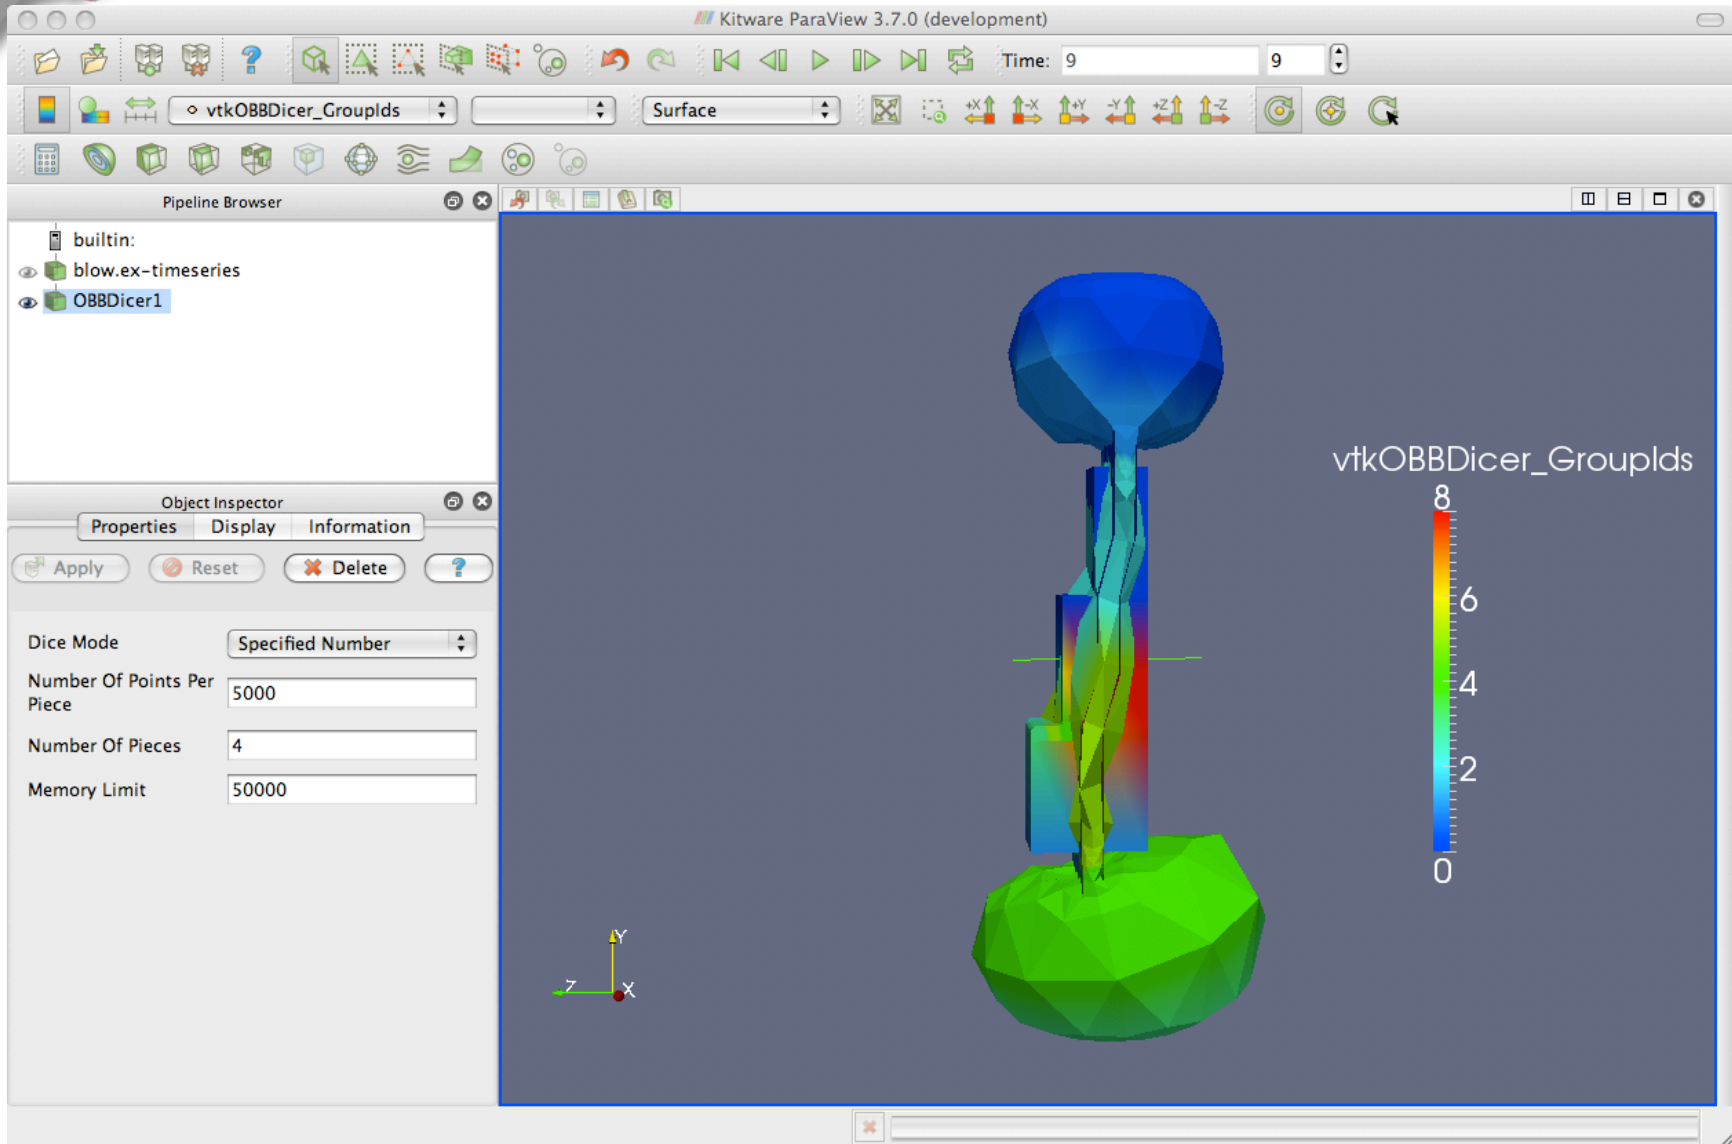 Kitware ParaView 3.7.0 (development)
Time: 9 9
vtkOBBDicer_GroupIds Surface
+X -X +Y -Y +Z -Z
Pipeline Browser
builtin:
blow.ex-timeseries
OBBDicer1
Object Inspector
Properties Display Information
Apply Reset Delete ?
Dice Mode Specified Number
Number Of Points Per
Piece
5000
Number Of Pieces 4
Memory Limit 50000
vtkOBBDicer_GroupIds
8
6
4
2
0
Y
Z
X